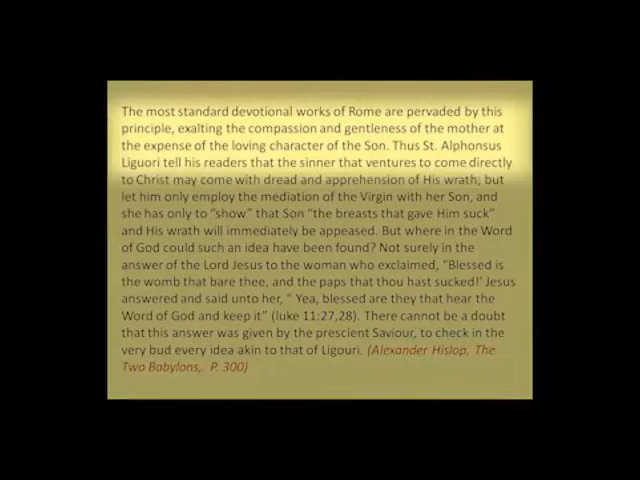 The most standard devotional works of Rome are pervaded by this
principle, exalting the compassion and gentleness of the mother at
the expense of the loving character of the Son. Thus St. Alphonsus
Liguori tell his readers that the sinner that ventures to come directly
to Christ may come with dread and apprehension of His wrath; but
let him only employ the mediation of the Virgin with her Son, and
she has only to “show” that Son “the breasts that gave Him suck”
and His wrath will immediately be appeased. But where in the Word
of God could such an idea have been found? Not surely in the
answer of the Lord Jesus to the woman who exclaimed, “Blessed is
the womb that bare thee, and the paps that thou hast sucked!’ Jesus
answered and said unto her, “ Yea, blessed are they that hear the
Word of God and keep it” (luke 11:27,28). There cannot be a doubt
that this answer was given by the prescient Saviour, to check in the
very bud every idea akin to that of Ligouri. (Alexander Hislop, The
Two Babylons,. P. 300)